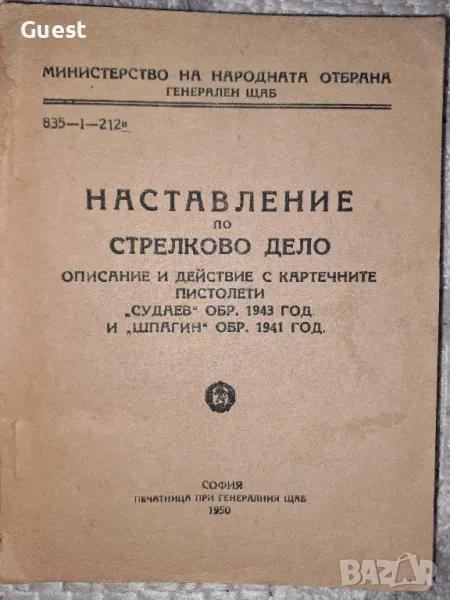 Guest
МИНИСТЕРСТВО НА НАРОДНАТА ОТБРАНА
ГЕНЕРАЛЕН ЩАБ
835—I—212в
НАСТАВЛЕНИЕ
ПО
СТРЕЛКОВО ДЕЛО
ОПИСАНИЕ И ДЕЙСТВИЕ С КАРТЕЧНИТЕ
ПИСТОЛЕТИ
„СУДАЕВ“ ОБР. 1943 ГОД
И „ШПАГИН“ ОБР. 1941 ГОД.
СОФИЯ
ПЕЧАТНИЦА ПРИ ГЕНЕРАЛНИЯ ЩАБ
1950
BAZAR